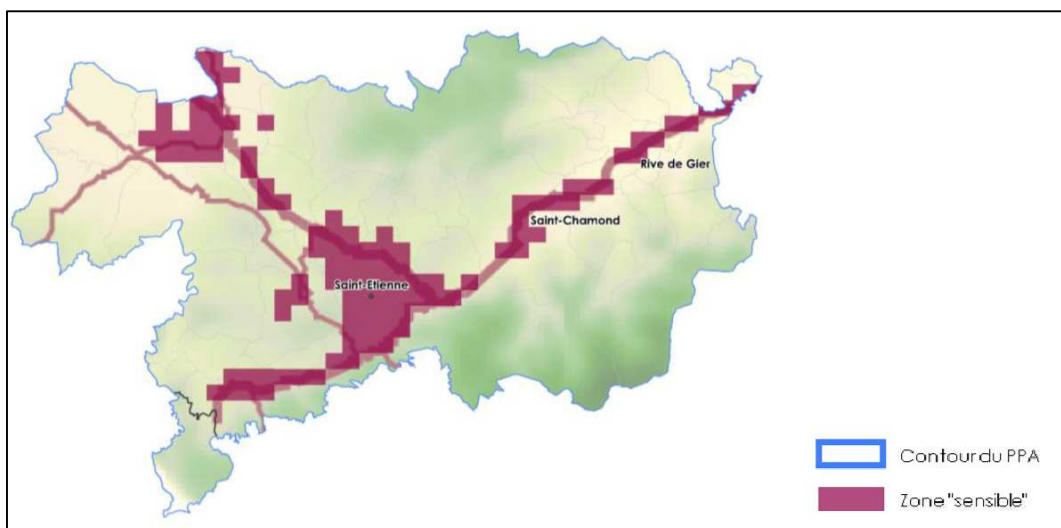 Rive de Gier
Saint-Chamond
Saint-Etienne
Contour du PPA
Zone "sensible"